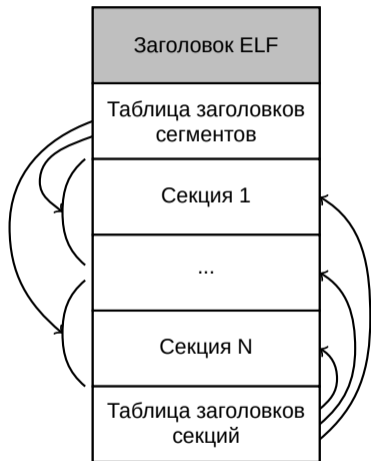 Заголовок ELF
Таблица заголовков
сегментов
Секция 1
...
Секция N
Таблица заголовков
секций